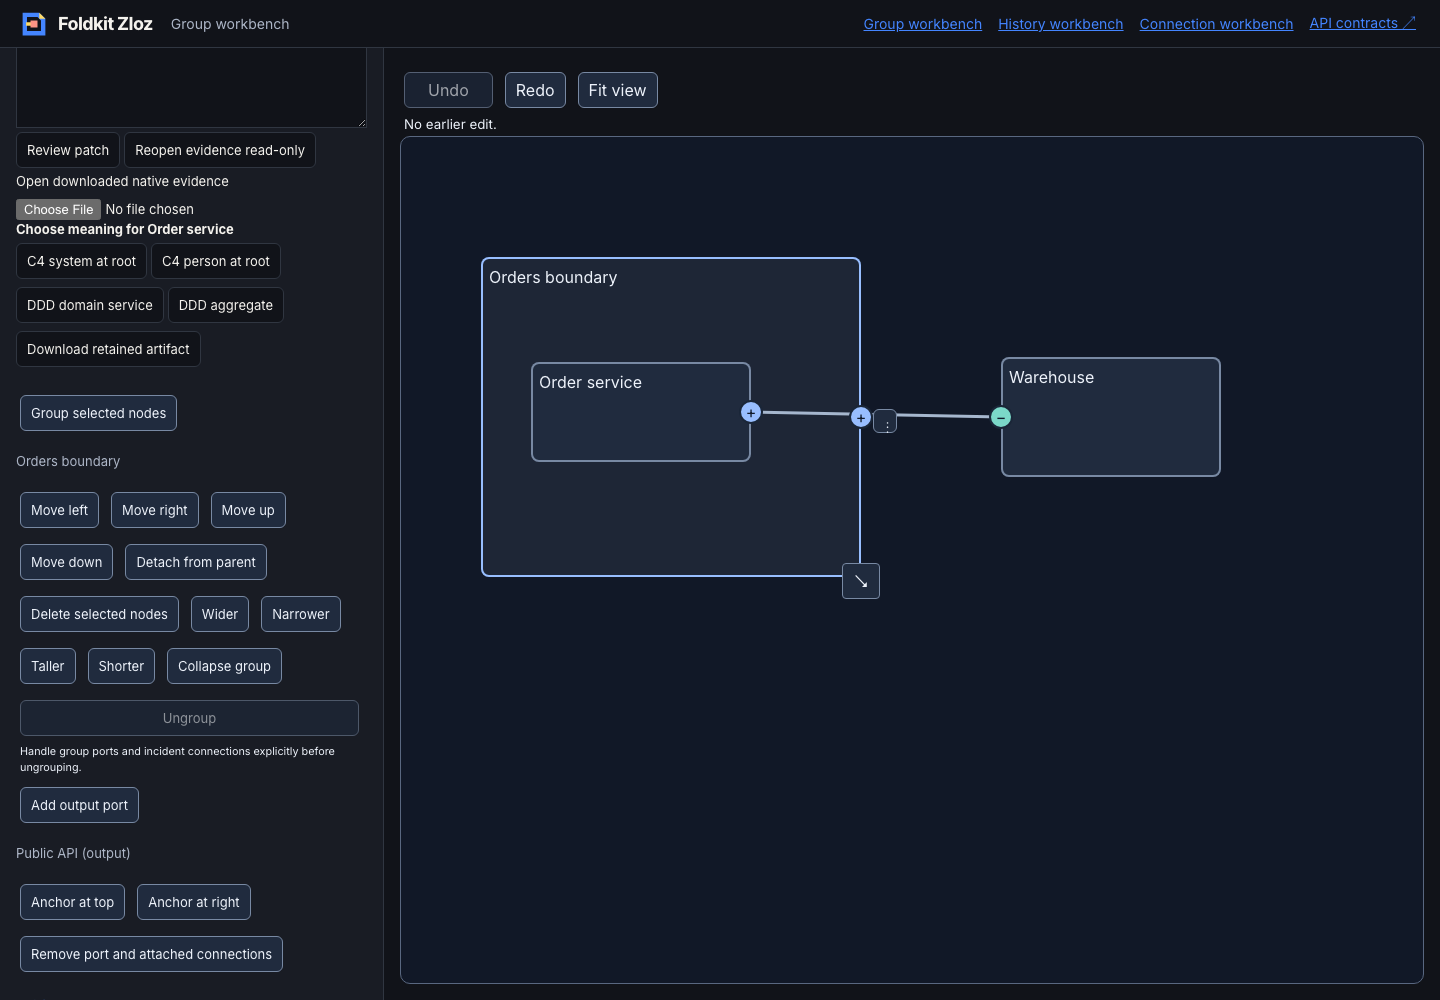 Foldkit Zloz Group workbench Group workbench History workbench Connection workbench API contracts ↗
Review patch Reopen evidence read-only
Open downloaded native evidence
Choose File No file chosen
Choose meaning for Order service
C4 system at root C4 person at root
DDD domain service DDD aggregate
Download retained artifact
Group selected nodes
Orders boundary
Move left Move right Move up
Move down Detach from parent
Delete selected nodes Wider Narrower
Taller Shorter Collapse group
Ungroup
Handle group ports and incident connections explicitly before
ungrouping.
Add output port
Public API (output)
Anchor at top Anchor at right
Remove port and attached connections
Undo Redo Fit view
No earlier edit.
Orders boundary
Order service
+
+
⋮
Warehouse
−
↘